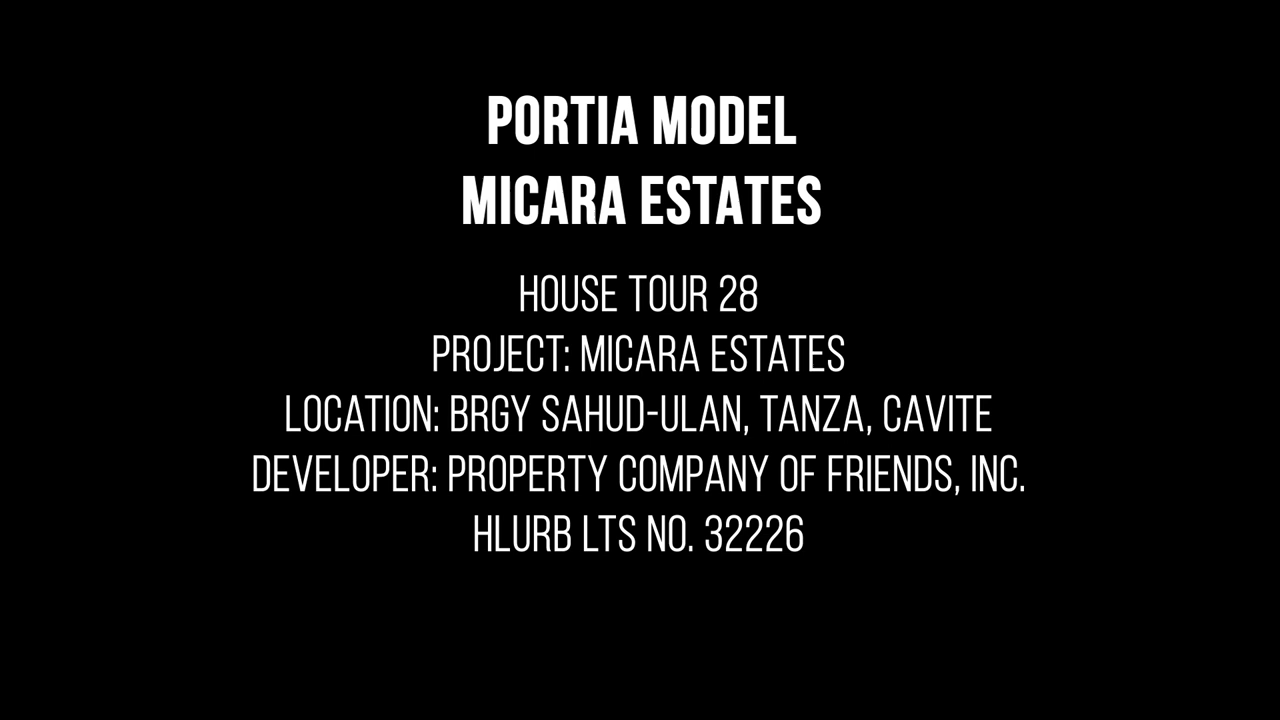 PORTIA MODEL
MICARA ESTATES
HOUSE TOUR 28
PROJECT: MICARA ESTATES
LOCATION: BRGY SAHUD-ULAN, TANZA, CAVITE
DEVELOPER: PROPERTY COMPANY OF FRIENDS, INC.
HLURB LTS NO. 32226